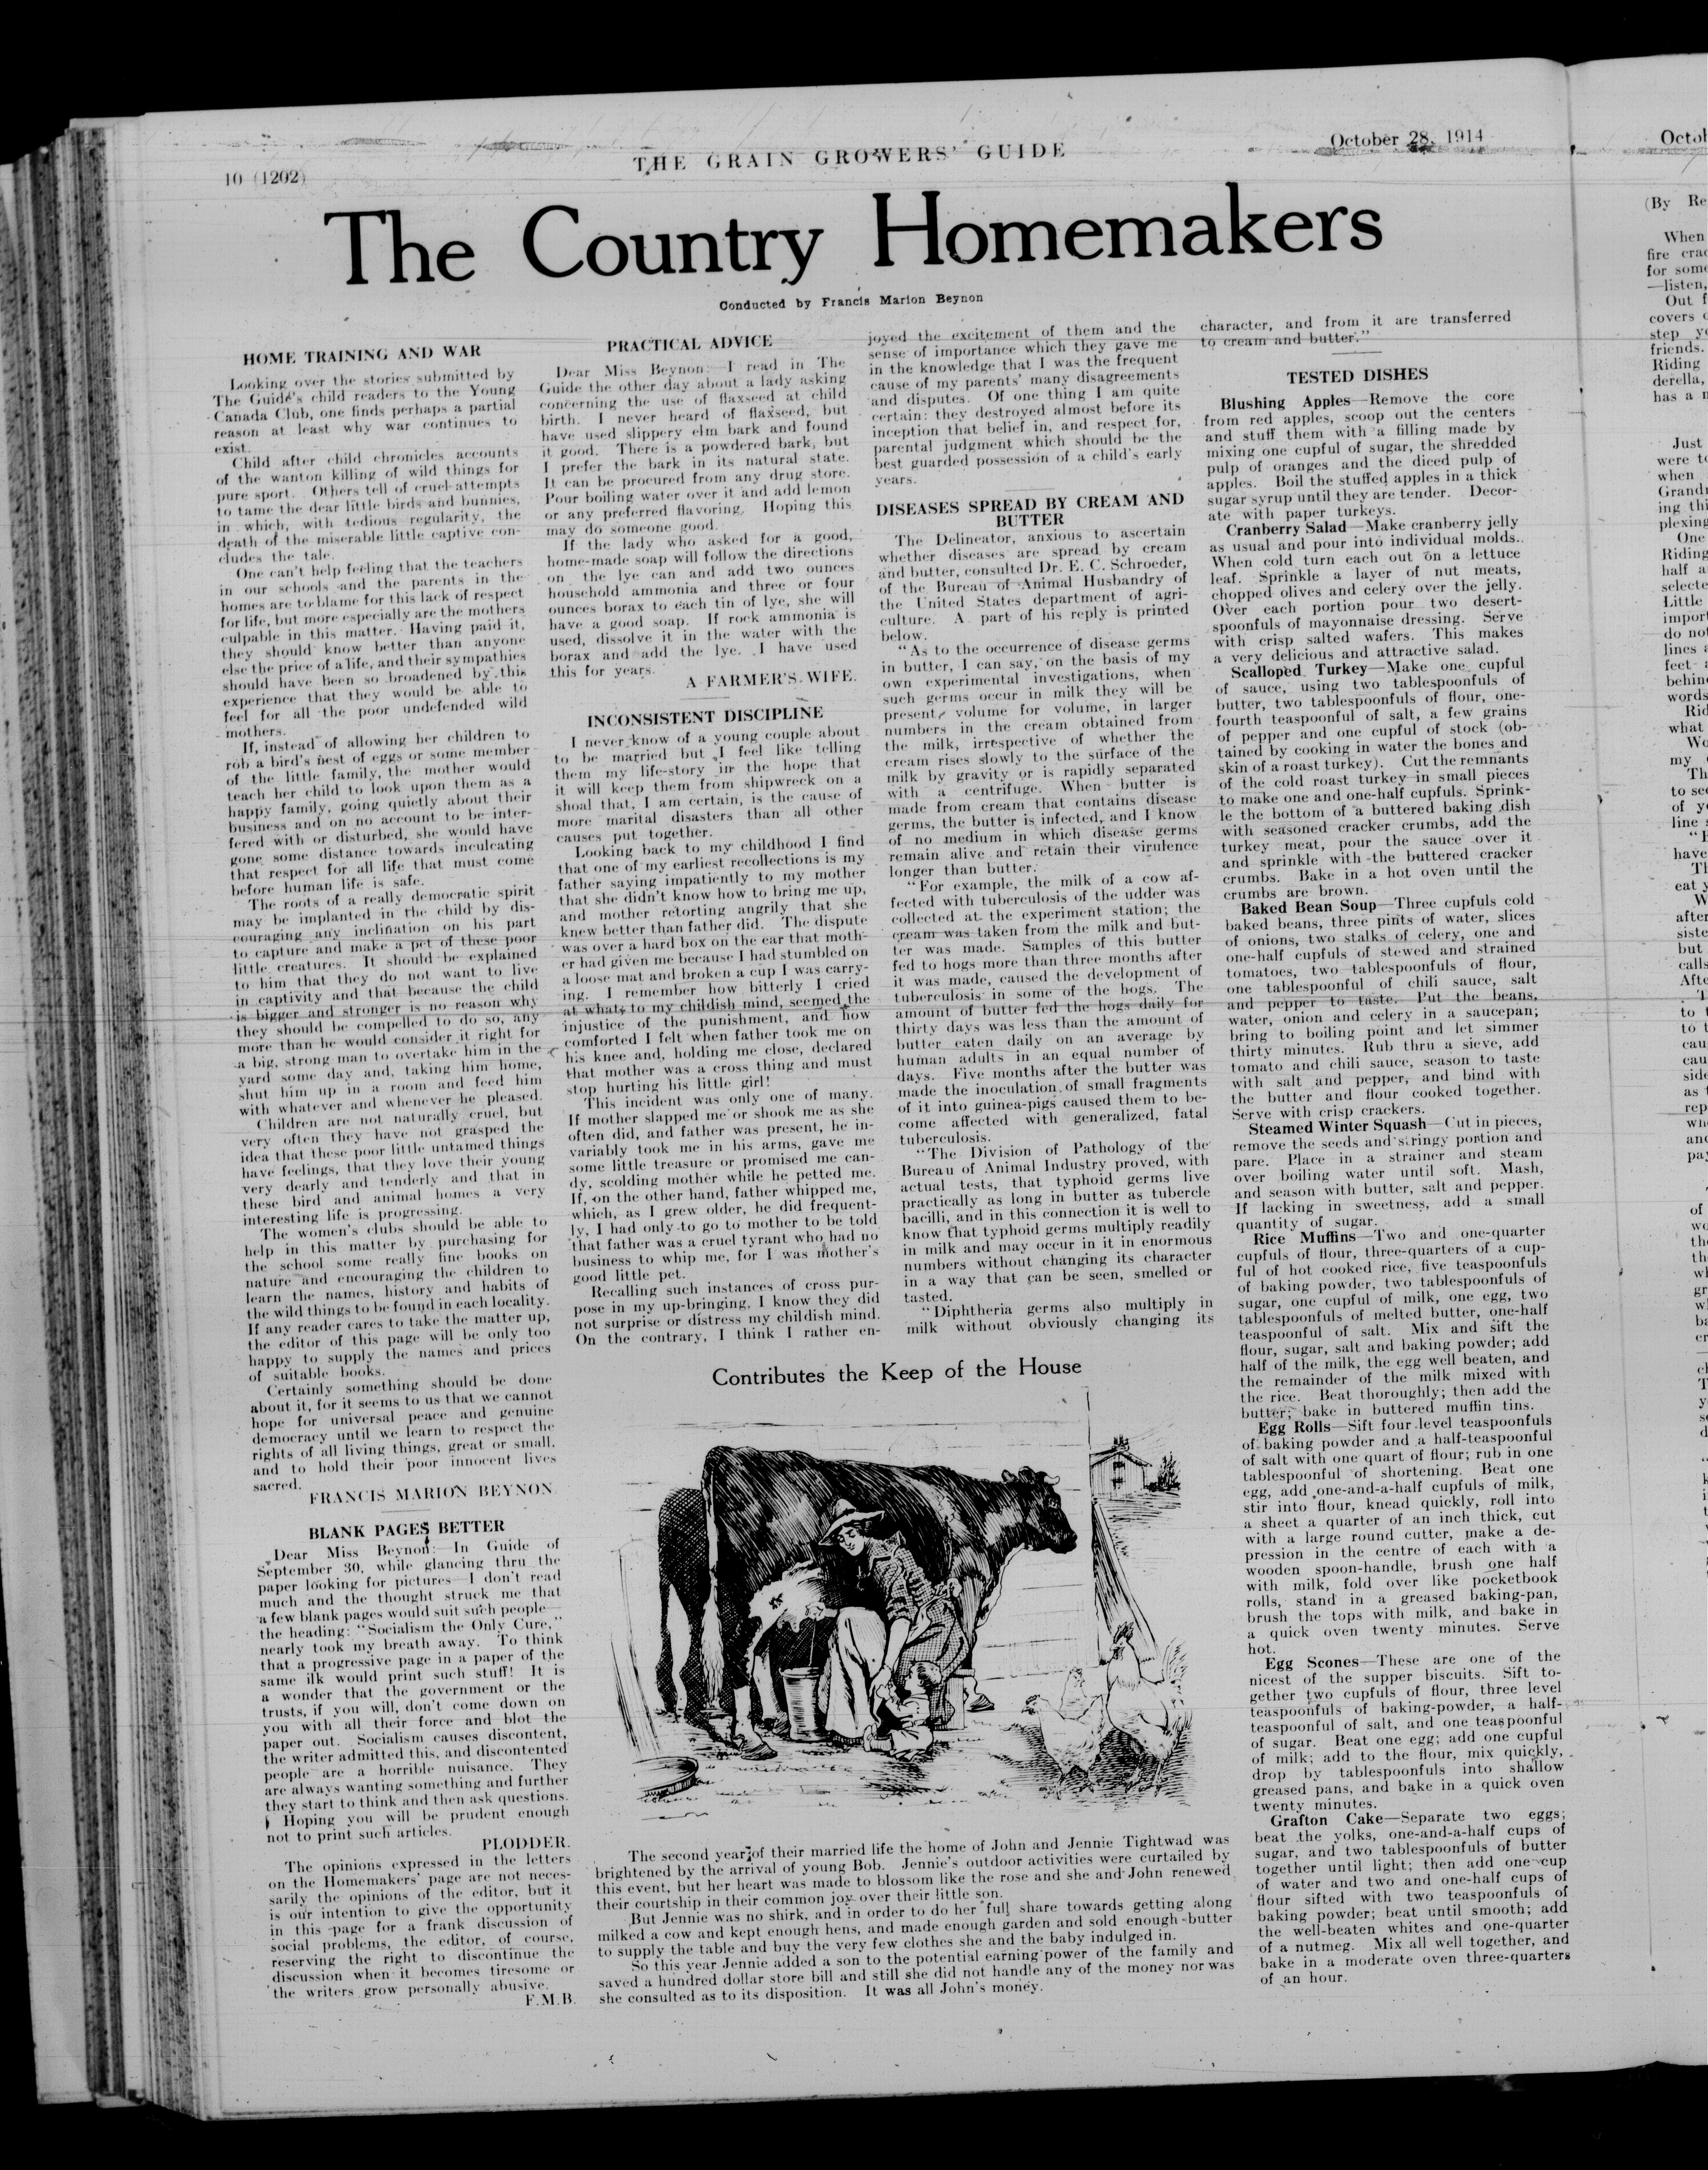 10 (1202)
THE GRAIN GROWERS' GUIDE
October 28, 1914
The Country Homemakers
Conducted by Francis Marion Beynon
HOME TRAINING AND WAR
Looking over the stories submitted by
The Guide's child readers to the Young
Canada Club, one finds perhaps a partial
reason at least why war continues to
exist.
Child after child chronicles accounts
of the wanton killing of wild things for
pure sport. Others tell of cruel attempts
to tame the dear little birds and bunnies,
in which, with tedious regularity, the
death of the miserable little captive con-
cludes the tale.
One can't help feeling that the teachers
in our schools and the parents in the
homes are to blame for this lack of respect
for life, but more especially are the mothers
culpable in this matter. Having paid it,
they should know better than anyone
else the price of a life, and their sympathies
should have been so broadened by this
experience that they would be able to
feel for all the poor undefended wild
mothers.
If, instead of allowing her children to
rob a bird's nest of eggs or some member
of the little family, the mother would
teach her child to look upon them as a
happy family, going quietly about their
business and on no account to be inter-
fered with or disturbed, she would have
gone some distance towards inculcating
that respect for all life that must come
before human life is safe.
The roots of a really democratic spirit
may be implanted in the child by dis-
couraging any inclination on his part
to capture and make a pet of these poor
little creatures. It should be explained
to him that they do not want to live
in captivity and that because the child
is bigger and stronger is no reason why
they should be compelled to do so, any
more than he would consider it right for
a big, strong man to overtake him in the
yard some day and, taking him home,
shut him up in a room and feed him
with whatever and whenever he pleased.
Children are not naturally cruel, but
very often they have not grasped the
idea that these poor little untamed things
have feelings, that they love their young
very dearly and tenderly and that in
these bird and animal homes a very
interesting life is progressing.
The women's clubs should be able to
help in this matter by purchasing for
the school some really fine books on
nature and encouraging the children to
learn the names, history and habits of
the wild things to be found in each locality.
If any reader cares to take the matter up,
the editor of this page will be only too
happy to supply the names and prices
of suitable books.
Certainly something should be done
about it, for it seems to us that we cannot
hope for universal peace and genuine
democracy until we learn to respect the
rights of all living things, great or small,
and to hold their poor innocent lives
sacred.
FRANCIS MARION BEYNON.
BLANK PAGES BETTER
Dear Miss Beynon:—In Guide of
September 30, while glancing thru the
paper looking for pictures—I don't read
much and the thought struck me that
a few blank pages would suit such people—
the heading: "Socialism the Only Cure,"
nearly took my breath away. To think
that a progressive page in a paper of the
same ilk would print such stuff! It is
a wonder that the government or the
trusts, if you will, don't come down on
you with all their force and blot the
paper out. Socialism causes discontent,
the writer admitted this, and discontented
people are a horrible nuisance. They
are always wanting something and further
they start to think and then ask questions.
Hoping you will be prudent enough
not to print such articles.
PLODDER.
The opinions expressed in the letters
on the Homemakers' page are not neces-
sarily the opinions of the editor, but it
is our intention to give the opportunity
in this page for a frank discussion of
social problems, the editor, of course,
reserving the right to discontinue the
discussion when it becomes tiresome or
the writers grow personally abusive.
F.M.B.
PRACTICAL ADVICE
Dear Miss Beynon:—I read in The
Guide the other day about a lady asking
concerning the use of flaxseed at child
birth. I never heard of flaxseed, but
have used slippery elm bark and found
it good. There is a powdered bark, but
I prefer the bark in its natural state.
It can be procured from any drug store.
Pour boiling water over it and add lemon
or any preferred flavoring. Hoping this
may do someone good.
If the lady who asked for a good,
home-made soap will follow the directions
on the lye can and add two ounces
household ammonia and three or four
ounces borax to each tin of lye, she will
have a good soap. If rock ammonia is
used, dissolve it in the water with the
borax and add the lye. I have used
this for years.
A FARMER'S WIFE.
INCONSISTENT DISCIPLINE
I never know of a young couple about
to be married but I feel like telling
them my life-story in the hope that
it will keep them from shipwreck on a
shoal that, I am certain, is the cause of
more marital disasters than all other
causes put together.
Looking back to my childhood I find
that one of my earliest recollections is my
father saying impatiently to my mother
that she didn't know how to bring me up,
and mother retorting angrily that she
knew better than father did. The dispute
was over a hard box on the ear that moth-
er had given me because I had stumbled on
a loose mat and broken a cup I was carry-
ing. I remember how bitterly I cried
at what, to my childish mind, seemed the
injustice of the punishment, and how
comforted I felt when father took me on
his knee and, holding me close, declared
that mother was a cross thing and must
stop hurting his little girl!
This incident was only one of many.
If mother slapped me or shook me as she
often did, and father was present, he in-
variably took me in his arms, gave me
some little treasure or promised me can-
dy, scolding mother while he petted me.
If, on the other hand, father whipped me,
which, as I grew older, he did frequent-
ly, I had only to go to mother to be told
that father was a cruel tyrant who had no
business to whip me, for I was mother's
good little pet.
Recalling such instances of cross pur-
pose in my up-bringing, I know they did
not surprise or distress my childish mind.
On the contrary, I think I rather en-
joyed the excitement of them and the
sense of importance which they gave me
in the knowledge that I was the frequent
cause of my parents' many disagreements
and disputes. Of one thing I am quite
certain: they destroyed almost before its
inception that belief in, and respect for,
parental judgment which should be the
best guarded possession of a child's early
years.
DISEASES SPREAD BY CREAM AND
BUTTER
The Delineator, anxious to ascertain
whether diseases are spread by cream
and butter, consulted Dr. E. C. Schroeder,
of the Bureau of Animal Husbandry of
the United States department of agri-
culture. A part of his reply is printed
below.
"As to the occurrence of disease germs
in butter, I can say, on the basis of my
own experimental investigations, when
such germs occur in milk they will be
present, volume for volume, in larger
numbers in the cream obtained from
the milk, irrespective of whether the
cream rises slowly to the surface of the
milk by gravity or is rapidly separated
with a centrifuge. When butter is
made from cream that contains disease
germs, the butter is infected, and I know
of no medium in which disease germs
remain alive and retain their virulence
longer than butter.
"For example, the milk of a cow af-
fected with tuberculosis of the udder was
collected at the experiment station; the
cream was taken from the milk and but-
ter was made. Samples of this butter
fed to hogs more than three months after
it was made, caused the development of
tuberculosis in some of the hogs. The
amount of butter fed the hogs daily for
thirty days was less than the amount of
butter eaten daily on an average by
human adults in an equal number of
days. Five months after the butter was
made the inoculation of small fragments
of it into guinea-pigs caused them to be-
come affected with generalized, fatal
tuberculosis.
"The Division of Pathology of the
Bureau of Animal Industry proved, with
actual tests, that typhoid germs live
practically as long in butter as tubercle
bacilli, and in this connection it is well to
know that typhoid germs multiply readily
in milk and may occur in it in enormous
numbers without changing its character
in a way that can be seen, smelled or
tasted.
"Diphtheria germs also multiply in
milk without obviously changing its
character, and from it are transferred
to cream and butter."
TESTED DISHES
Blushing Apples—Remove the core
from red apples, scoop out the centers
and stuff them with a filling made by
mixing one cupful of sugar, the shredded
pulp of oranges and the diced pulp of
apples. Boil the stuffed apples in a thick
sugar syrup until they are tender. Decor-
ate with paper turkeys.
Cranberry Salad—Make cranberry jelly
as usual and pour into individual molds.
When cold turn each out on a lettuce
leaf. Sprinkle a layer of nut meats,
chopped olives and celery over the jelly.
Over each portion pour two desert-
spoonfuls of mayonnaise dressing. Serve
with crisp salted wafers. This makes
a very delicious and attractive salad.
Scalloped Turkey—Make one cupful
of sauce, using two tablespoonfuls of
butter, two tablespoonfuls of flour, one-
fourth teaspoonful of salt, a few grains
of pepper and one cupful of stock (ob-
tained by cooking in water the bones and
skin of a roast turkey). Cut the remnants
of the cold roast turkey in small pieces
to make one and one-half cupfuls. Sprink-
le the bottom of a buttered baking dish
with seasoned cracker crumbs, add the
turkey meat, pour the sauce over it
and sprinkle with the buttered cracker
crumbs. Bake in a hot oven until the
crumbs are brown.
Baked Bean Soup—Three cupfuls cold
baked beans, three pints of water, slices
of onions, two stalks of celery, one and
one-half cupfuls of stewed and strained
tomatoes, two tablespoonfuls of flour,
one tablespoonful of chili sauce, salt
and pepper to taste. Put the beans,
water, onion and celery in a saucepan;
bring to boiling point and let simmer
thirty minutes. Rub thru a sieve, add
tomato and chili sauce, season to taste
with salt and pepper, and bind with
the butter and flour cooked together.
Serve with crisp crackers.
Steamed Winter Squash—Cut in pieces,
remove the seeds and stringy portion and
pare. Place in a strainer and steam
over boiling water until soft. Mash,
and season with butter, salt and pepper.
If lacking in sweetness, add a small
quantity of sugar.
Rice Muffins—Two and one-quarter
cupfuls of flour, three-quarters of a cup-
ful of hot cooked rice, five teaspoonfuls
of baking powder, two tablespoonfuls of
sugar, one cupful of milk, one egg, two
tablespoonfuls of melted butter, one-half
teaspoonful of salt. Mix and sift the
flour, sugar, salt and baking powder; add
half of the milk, the egg well beaten, and
the remainder of the milk mixed with
the rice. Beat thoroughly; then add the
butter; bake in buttered muffin tins.
Egg Rolls—Sift four level teaspoonfuls
of baking powder and a half-teaspoonful
of salt with one quart of flour; rub in one
tablespoonful of shortening. Beat one
egg, add one-and-a-half cupfuls of milk,
stir into flour, knead quickly, roll into
a sheet a quarter of an inch thick, cut
with a large round cutter, make a de-
pression in the centre of each with a
wooden spoon-handle, brush one half
with milk, fold over like pocketbook
rolls, stand in a greased baking-pan,
brush the tops with milk, and bake in
a quick oven twenty minutes. Serve
hot.
Egg Scones—These are one of the
nicest of the supper biscuits. Sift to-
gether two cupfuls of flour, three level
teaspoonfuls of baking-powder, a half-
teaspoonful of salt, and one teaspoonful
of sugar. Beat one egg; add one cupful
of milk; add to the flour, mix quickly,
drop by tablespoonfuls into shallow
greased pans, and bake in a quick oven
twenty minutes.
Grafton Cake—Separate two eggs;
beat the yolks, one-and-a-half cups of
sugar, and two tablespoonfuls of butter
together until light; then add one cup
of water and two and one-half cups of
flour sifted with two teaspoonfuls of
baking powder; beat until smooth; add
the well-beaten whites and one-quarter
of a nutmeg. Mix all well together, and
bake in a moderate oven three-quarters
of an hour.
Contributes the Keep of the House
The second year of their married life the home of John and Jennie Tightwad was
brightened by the arrival of young Bob. Jennie's outdoor activities were curtailed by
this event, but her heart was made to blossom like the rose and she and John renewed
their courtship in their common joy over their little son.
But Jennie was no shirk, and in order to do her full share towards getting along
milked a cow and kept enough hens, and made enough garden and sold enough butter
to supply the table and buy the very few clothes she and the baby indulged in.
So this year Jennie added a son to the potential earning power of the family and
saved a hundred dollar store bill and still she did not handle any of the money nor was
she consulted as to its disposition. It was all John's money.